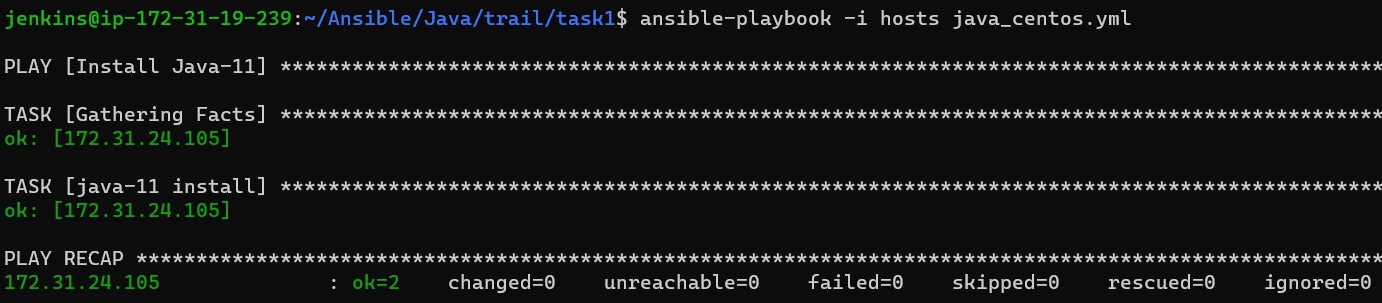 jenkins@ip-172-31-19-239:~/Ansible/Java/trail/task1$ ansible-playbook -i hosts java_centos.yml
PLAY [Install Java-11] ********************************************************************************************
TASK [Gathering Facts] ********************************************************************************************
ok: [172.31.24.105]
TASK [java-11 install] ********************************************************************************************
ok: [172.31.24.105]
PLAY RECAP ********************************************************************************************************
172.31.24.105 : ok=2 changed=0 unreachable=0 failed=0 skipped=0 rescued=0 ignored=0